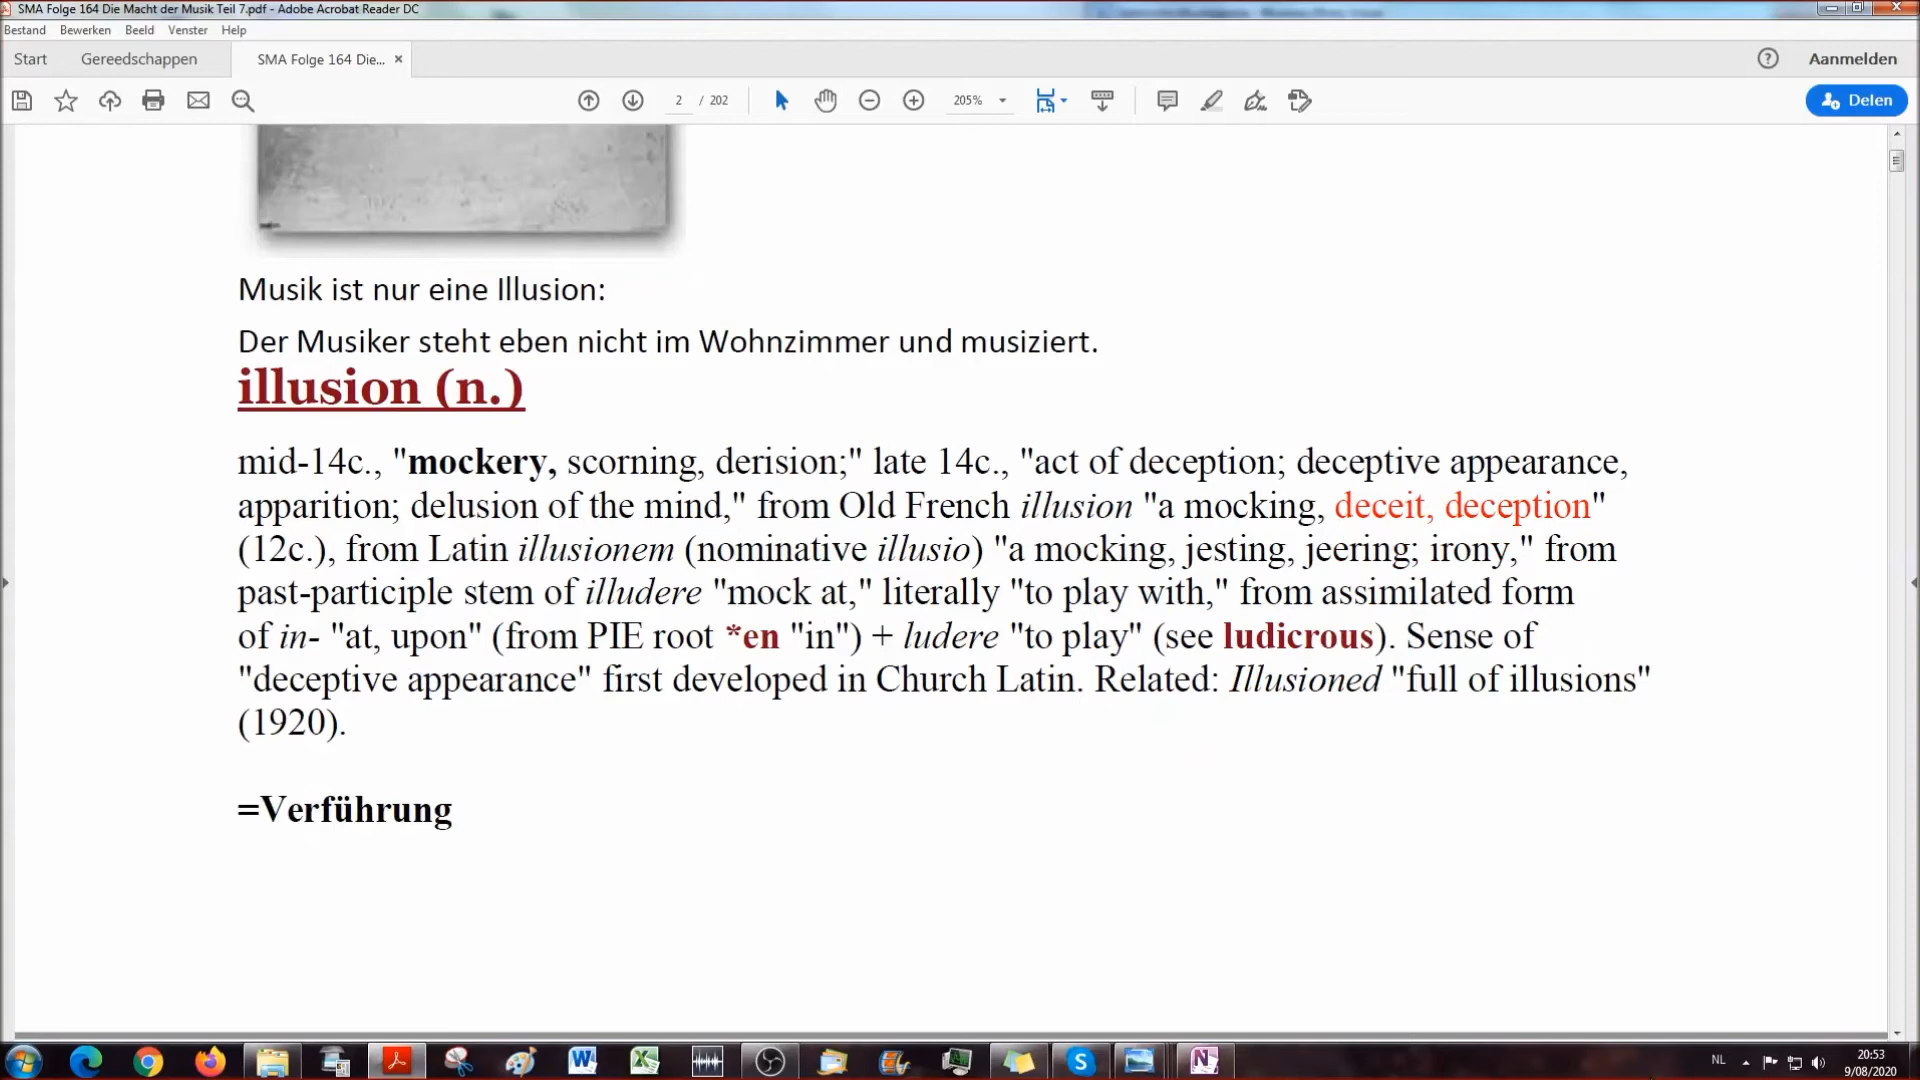 SMA Folge 164 Die Macht der Musik Teil 7.pdf - Adobe Acrobat Reader DC
Bestand Bewerken Beeld Venster Help
Start Gereedschappen SMA Folge 164 Die... × Aanmelden
2 / 202 205% Delen
Musik ist nur eine Illusion:
Der Musiker steht eben nicht im Wohnzimmer und musiziert.
illusion (n.)
mid-14c., "mockery, scorning, derision;" late 14c., "act of deception; deceptive appearance,
apparition; delusion of the mind," from Old French illusion "a mocking, deceit, deception"
(12c.), from Latin illusionem (nominative illusio) "a mocking, jesting, jeering; irony," from
past-participle stem of illudere "mock at," literally "to play with," from assimilated form
of in- "at, upon" (from PIE root *en "in") + ludere "to play" (see ludicrous). Sense of
"deceptive appearance" first developed in Church Latin. Related: Illusioned "full of illusions"
(1920).
=Verführung
NL 20:53
9/08/2020